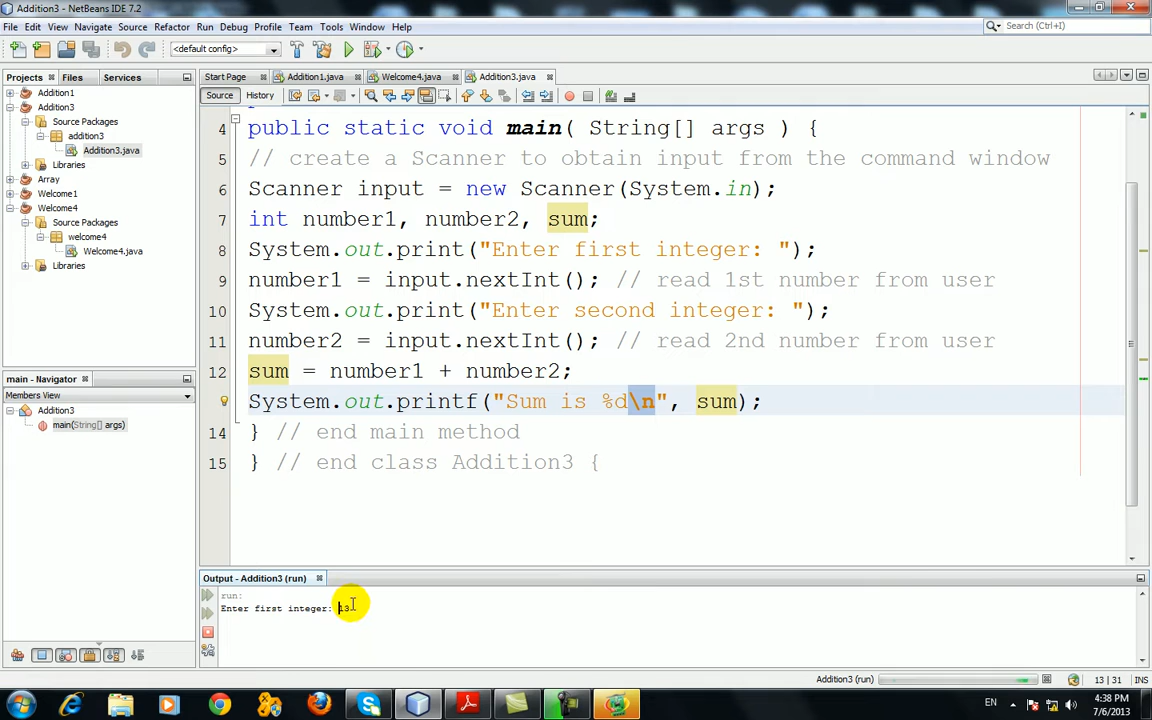 Addition3 - NetBeans IDE 7.2
File Edit View Navigate Source Refactor Run Debug Profile Team Tools Window Help
Search (Ctrl+I)
<default config>
Projects Files Services
Start Page Addition1.java Welcome4.java Addition3.java
Source History
Addition1
Addition3
Source Packages
addition3
Addition3.java
Libraries
Array
Welcome1
Welcome4
Source Packages
welcome4
Welcome4.java
Libraries
4 public static void main( String[] args ) {
5 // create a Scanner to obtain input from the command window
6 Scanner input = new Scanner(System.in);
7 int number1, number2, sum;
8 System.out.print("Enter first integer: ");
9 number1 = input.nextInt(); // read 1st number from user
10 System.out.print("Enter second integer: ");
11 number2 = input.nextInt(); // read 2nd number from user
12 sum = number1 + number2;
System.out.printf("Sum is %d\n", sum);
14 } // end main method
15 } // end class Addition3 {
main - Navigator
Members View
Addition3
main(String[] args)
Output - Addition3 (run)
run:
Enter first integer: 13
Addition3 (run)
13 | 31 INS
EN
4:38 PM
7/6/2013